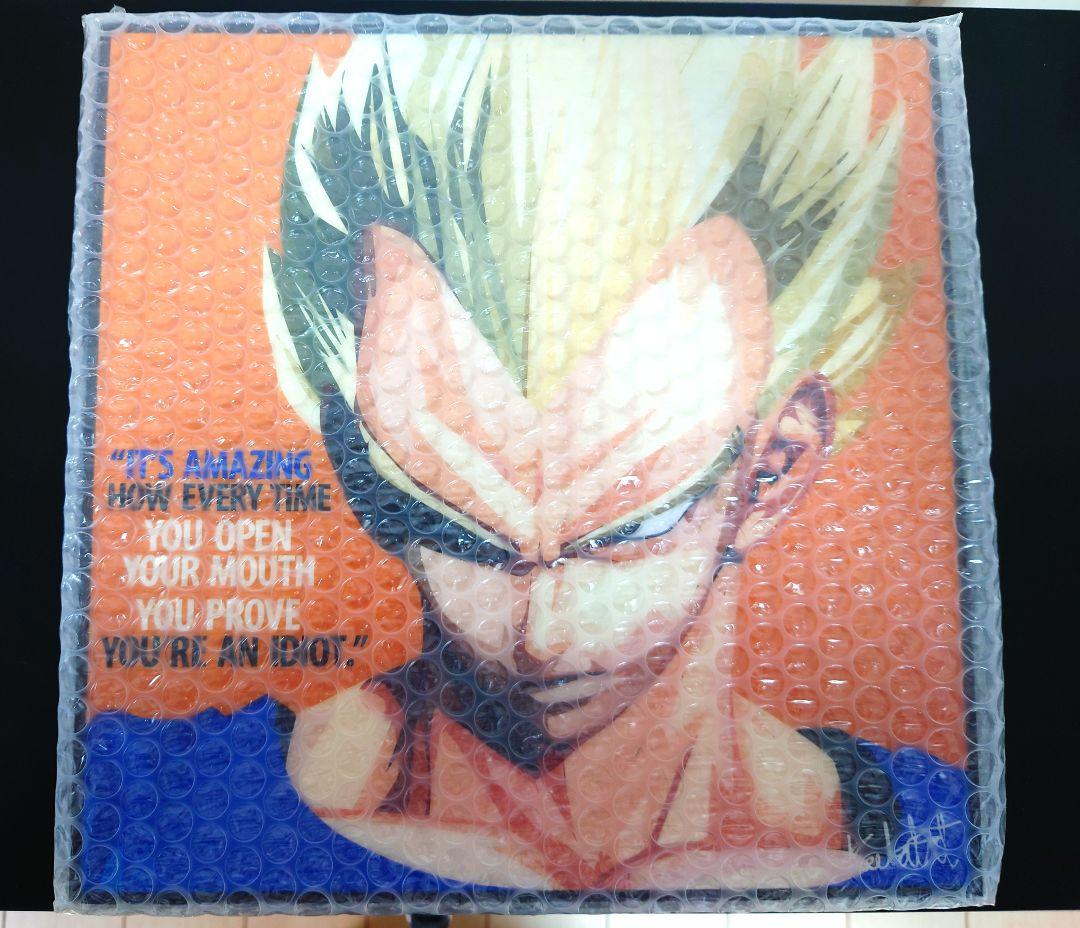 “IT'S AMAZING
HOW EVERY TIME
YOU OPEN
YOUR MOUTH
YOU PROVE
YOU'RE AN IDIOT.”